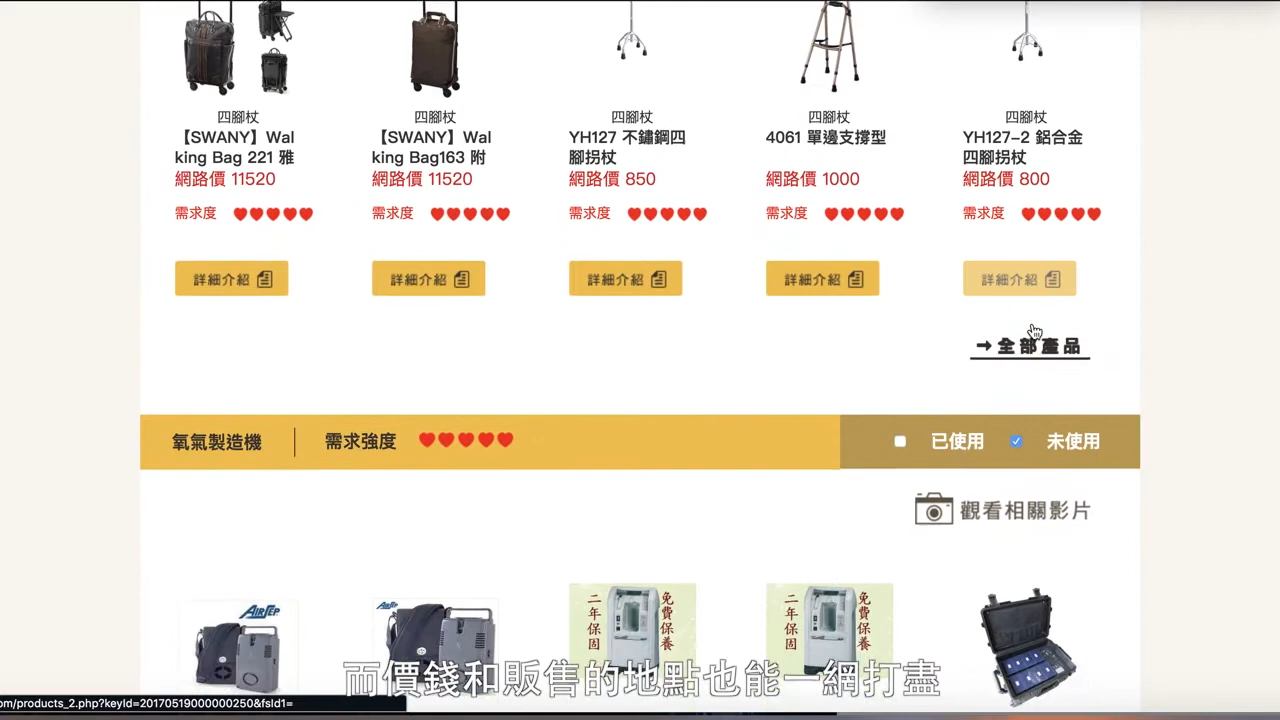 四腳杖
【SWANY】Wal
king Bag 221 雅
網路價 11520
需求度
詳細介紹
四腳杖
【SWANY】Wal
king Bag163 附
網路價 11520
需求度
詳細介紹
四腳杖
YH127 不鏽鋼四
腳拐杖
網路價 850
需求度
詳細介紹
四腳杖
4061 單邊支撐型
網路價 1000
需求度
詳細介紹
四腳杖
YH127-2 鋁合金
四腳拐杖
網路價 800
需求度
詳細介紹
→全部產品
氧氣製造機
需求強度
已使用
未使用
觀看相關影片
AIRSEP
AIRSEP
二年保固
免費保養
二年保固
免費保養
而價錢和販售的地點也能一網打盡
om/products_2.php?keyId=20170519000000250&fsId1=